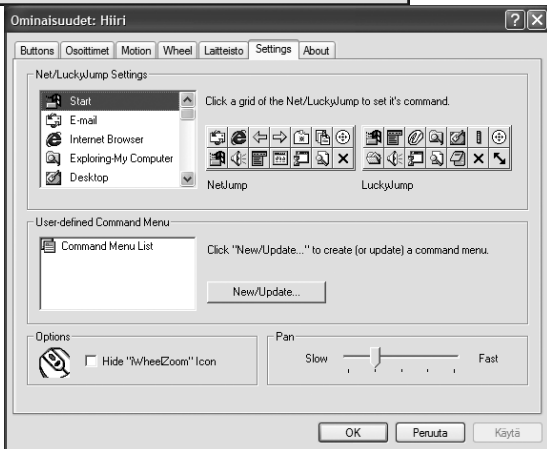 Ominaisuudet: Hiiri
Buttons Osoittimet Motion Wheel Laitteisto Settings About
Net/LuckyJump Settings
Start
E-mail
Internet Browser
Exploring-My Computer
Desktop
Click a grid of the Net/LuckyJump to set it's command.
NetJump LuckyJump
User-defined Command Menu
Command Menu List
Click "New/Update..." to create (or update) a command menu.
New/Update...
Options
Hide "iWheelZoom" Icon
Pan
Slow Fast
OK Peruuta Käytä